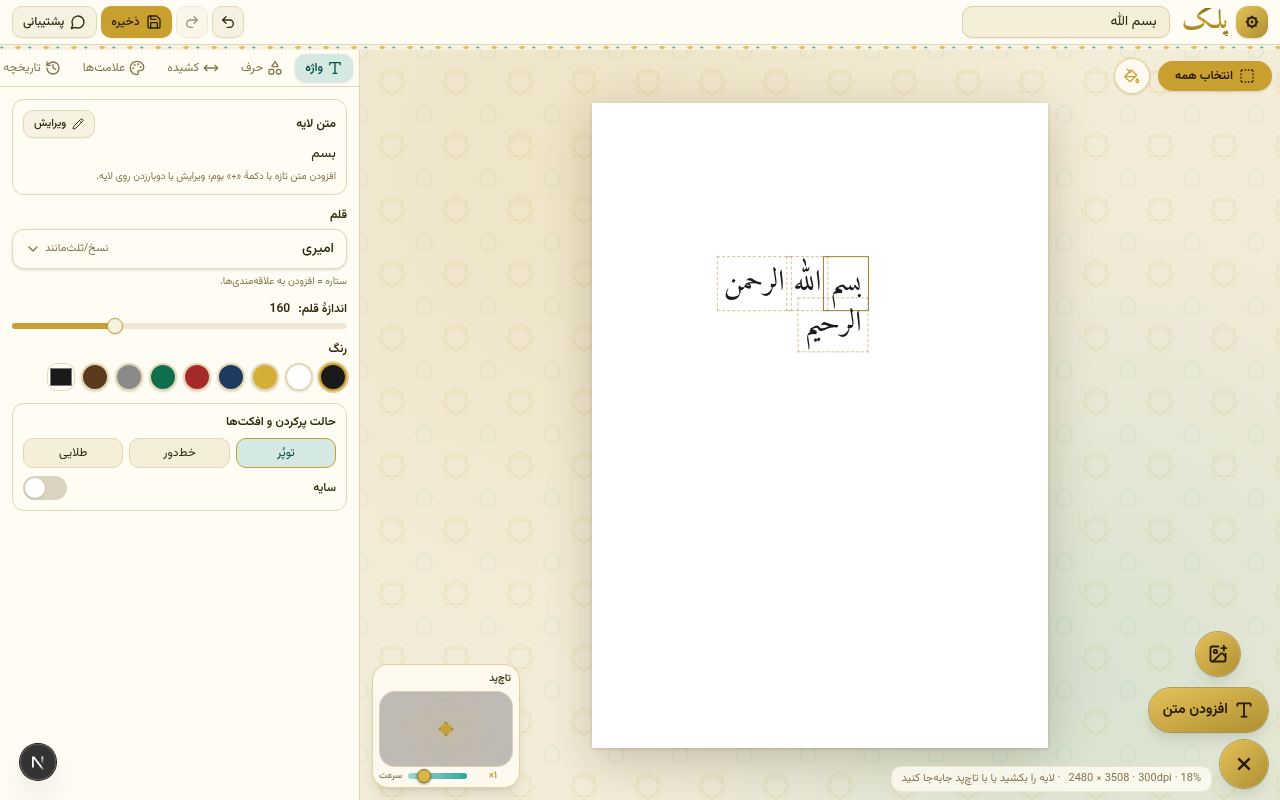 پلک
بسم الله
ذخیره
پشتیبانی
واژه
حرف
کشیده
علامت‌ها
تاریخچه
انتخاب همه
متن لایه
ویرایش
بسم
افزودن متن تازه با دکمهٔ «+» بوم؛ ویرایش با دوبارزدن روی لایه.
قلم
امیری
نسخ/ثلث‌مانند
ستاره = افزودن به علاقه‌مندی‌ها.
اندازهٔ قلم: 160
رنگ
حالت پرکردن و افکت‌ها
توپُر
خط‌دور
طلایی
سایه
بسم الله الرحمن
الرحیم
تاچ‌پد
سرعت
×۱
افزودن متن
2480 × 3508 · 300dpi · 18% · لایه را بکشید یا با تاچ‌پد جابه‌جا کنید
N